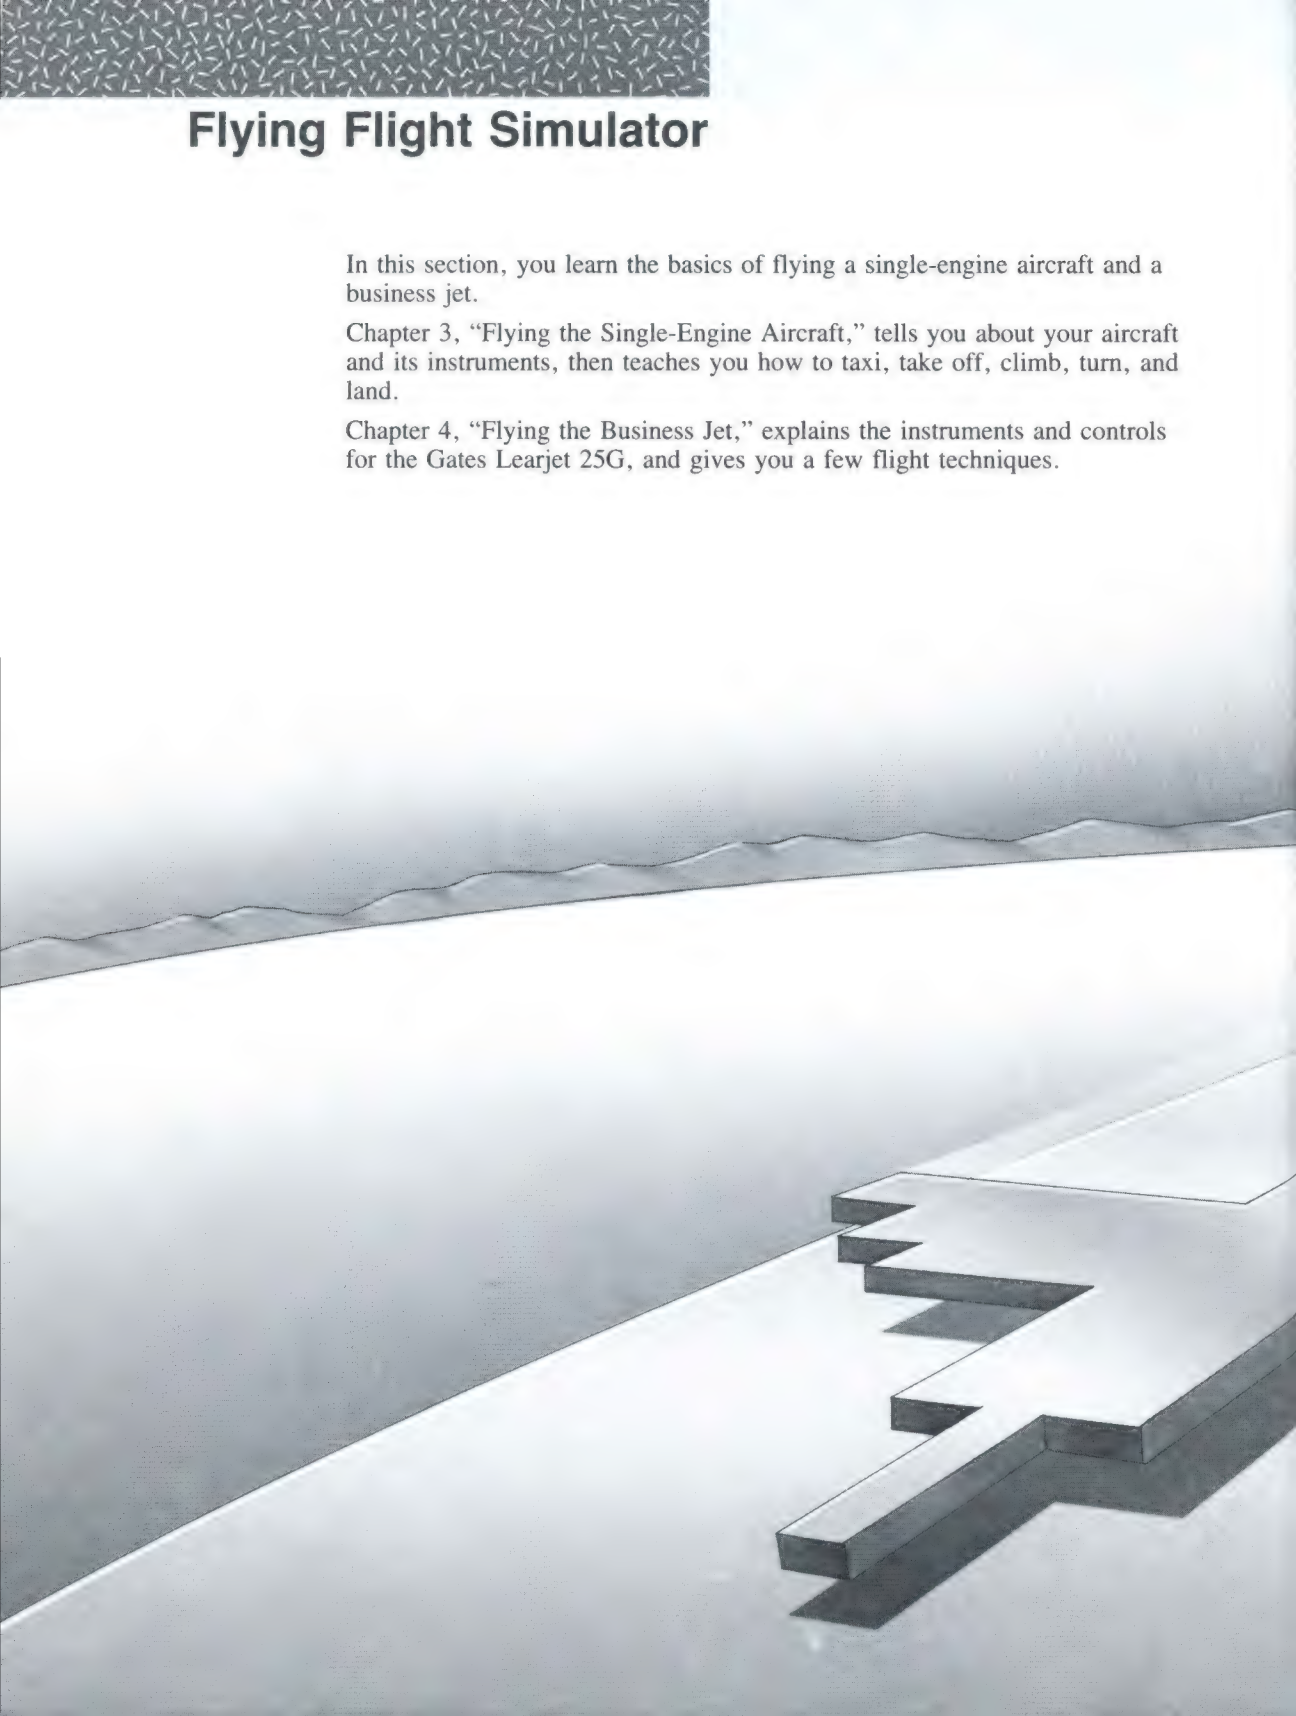 Flying Flight Simulator
In this section, you learn the basics of flying a single-engine aircraft and a
business jet.
Chapter 3, “Flying the Single-Engine Aircraft,” tells you about your aircraft
and its instruments, then teaches you how to taxi, take off, climb, turn, and
land.
Chapter 4, “Flying the Business Jet,” explains the instruments and controls
for the Gates Learjet 25G, and gives you a few flight techniques.